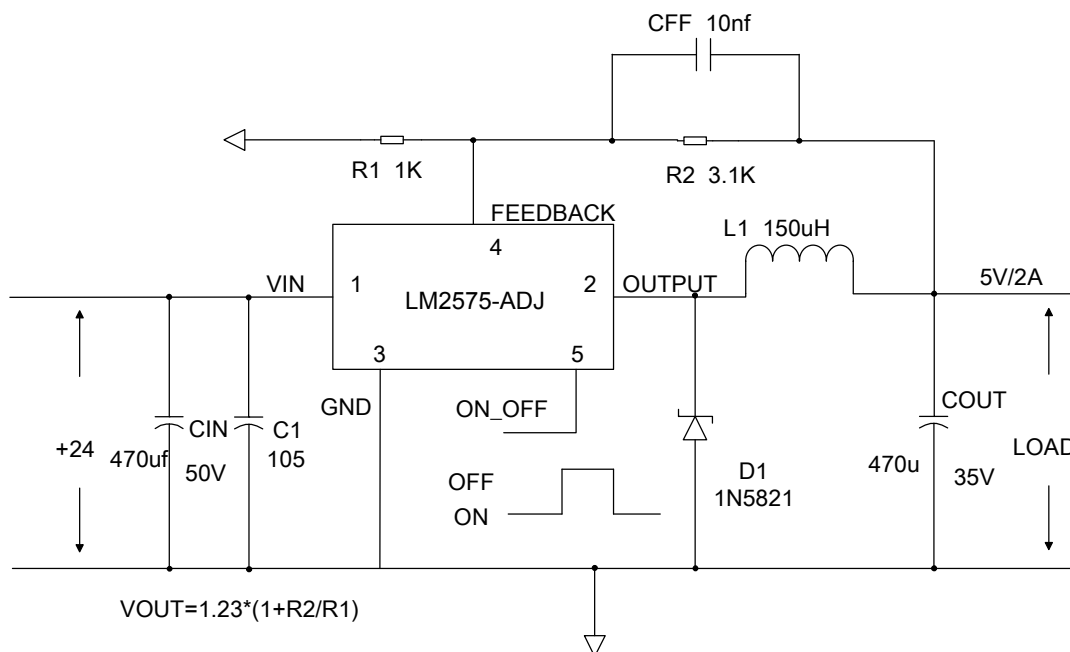 CFF 10nf
R1 1K
R2 3.1K
FEEDBACK
4
L1 150uH
VIN
1
LM2575-ADJ
2
OUTPUT
5V/2A
3
5
GND
ON_OFF
+24
470uf
CIN
50V
C1
105
OFF
ON
D1
1N5821
COUT
470u
35V
LOAD
VOUT=1.23*(1+R2/R1)